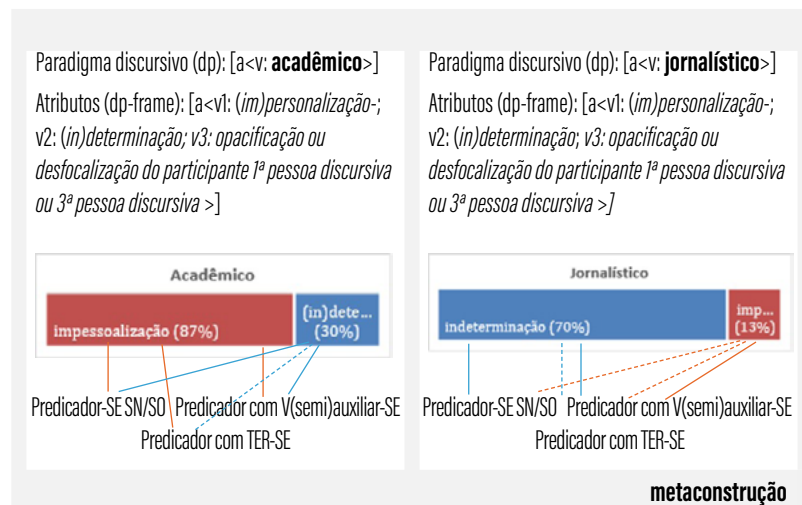 Paradigma discursivo (dp): [a<v: acadêmico>]
Atributos (dp-frame): [a<v1: (im)personalização-;
v2: (in)determinação; v3: opacificação ou
desfocalização do participante 1ª pessoa discursiva
ou 3ª pessoa discursiva >]
Acadêmico
impessoalização (87%)
(in)dete...
(30%)
Predicador-SE SN/SO Predicador com V(semi)auxiliar-SE
Predicador com TER-SE
Paradigma discursivo (dp): [a<v: jornalístico>]
Atributos (dp-frame): [a<v1: (im)personalização-;
v2: (in)determinação; v3: opacificação ou
desfocalização do participante 1ª pessoa discursiva
ou 3ª pessoa discursiva >]
Jornalístico
indeterminação (70%)
imp...
(13%)
Predicador-SE SN/SO Predicador com V(semi)auxiliar-SE
Predicador com TER-SE
metaconstrução